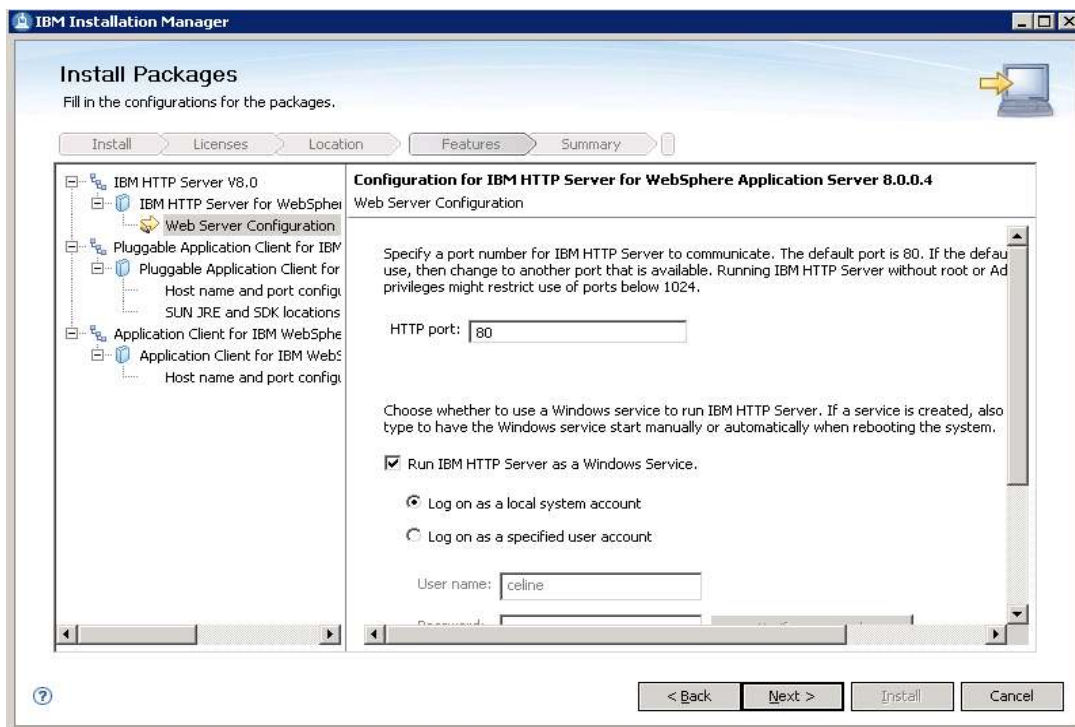 IBM Installation Manager
Install Packages
Fill in the configurations for the packages.
Install
Licenses
Location
Features
Summary
IBM HTTP Server V8.0
IBM HTTP Server for WebSpher
Web Server Configuration
Pluggable Application Client for IBM
Pluggable Application Client for
Host name and port configu
SUN JRE and SDK locations
Application Client for IBM WebSphe
Application Client for IBM WebS
Host name and port configu
Configuration for IBM HTTP Server for WebSphere Application Server 8.0.0.4
Web Server Configuration
Specify a port number for IBM HTTP Server to communicate. The default port is 80. If the defau
use, then change to another port that is available. Running IBM HTTP Server without root or Ad
privileges might restrict use of ports below 1024.
HTTP port: 80
Choose whether to use a Windows service to run IBM HTTP Server. If a service is created, also
type to have the Windows service start manually or automatically when rebooting the system.
Run IBM HTTP Server as a Windows Service.
Log on as a local system account
Log on as a specified user account
User name: celine
?
< Back
Next >
Install
Cancel